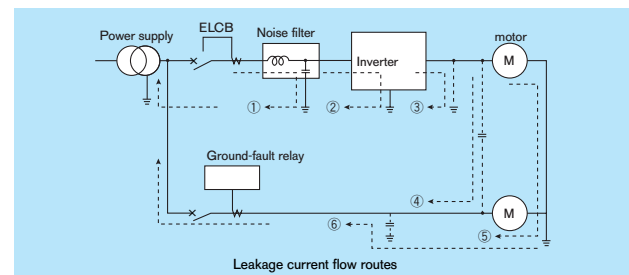 ELCB
Power supply
Noise filter
motor
Inverter
M
① ② ③
Ground-fault relay
④
M
⑥ ⑤
Leakage current flow routes